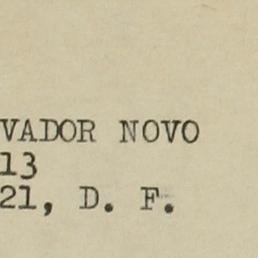 VADOR NOVO
13
21, D. F.